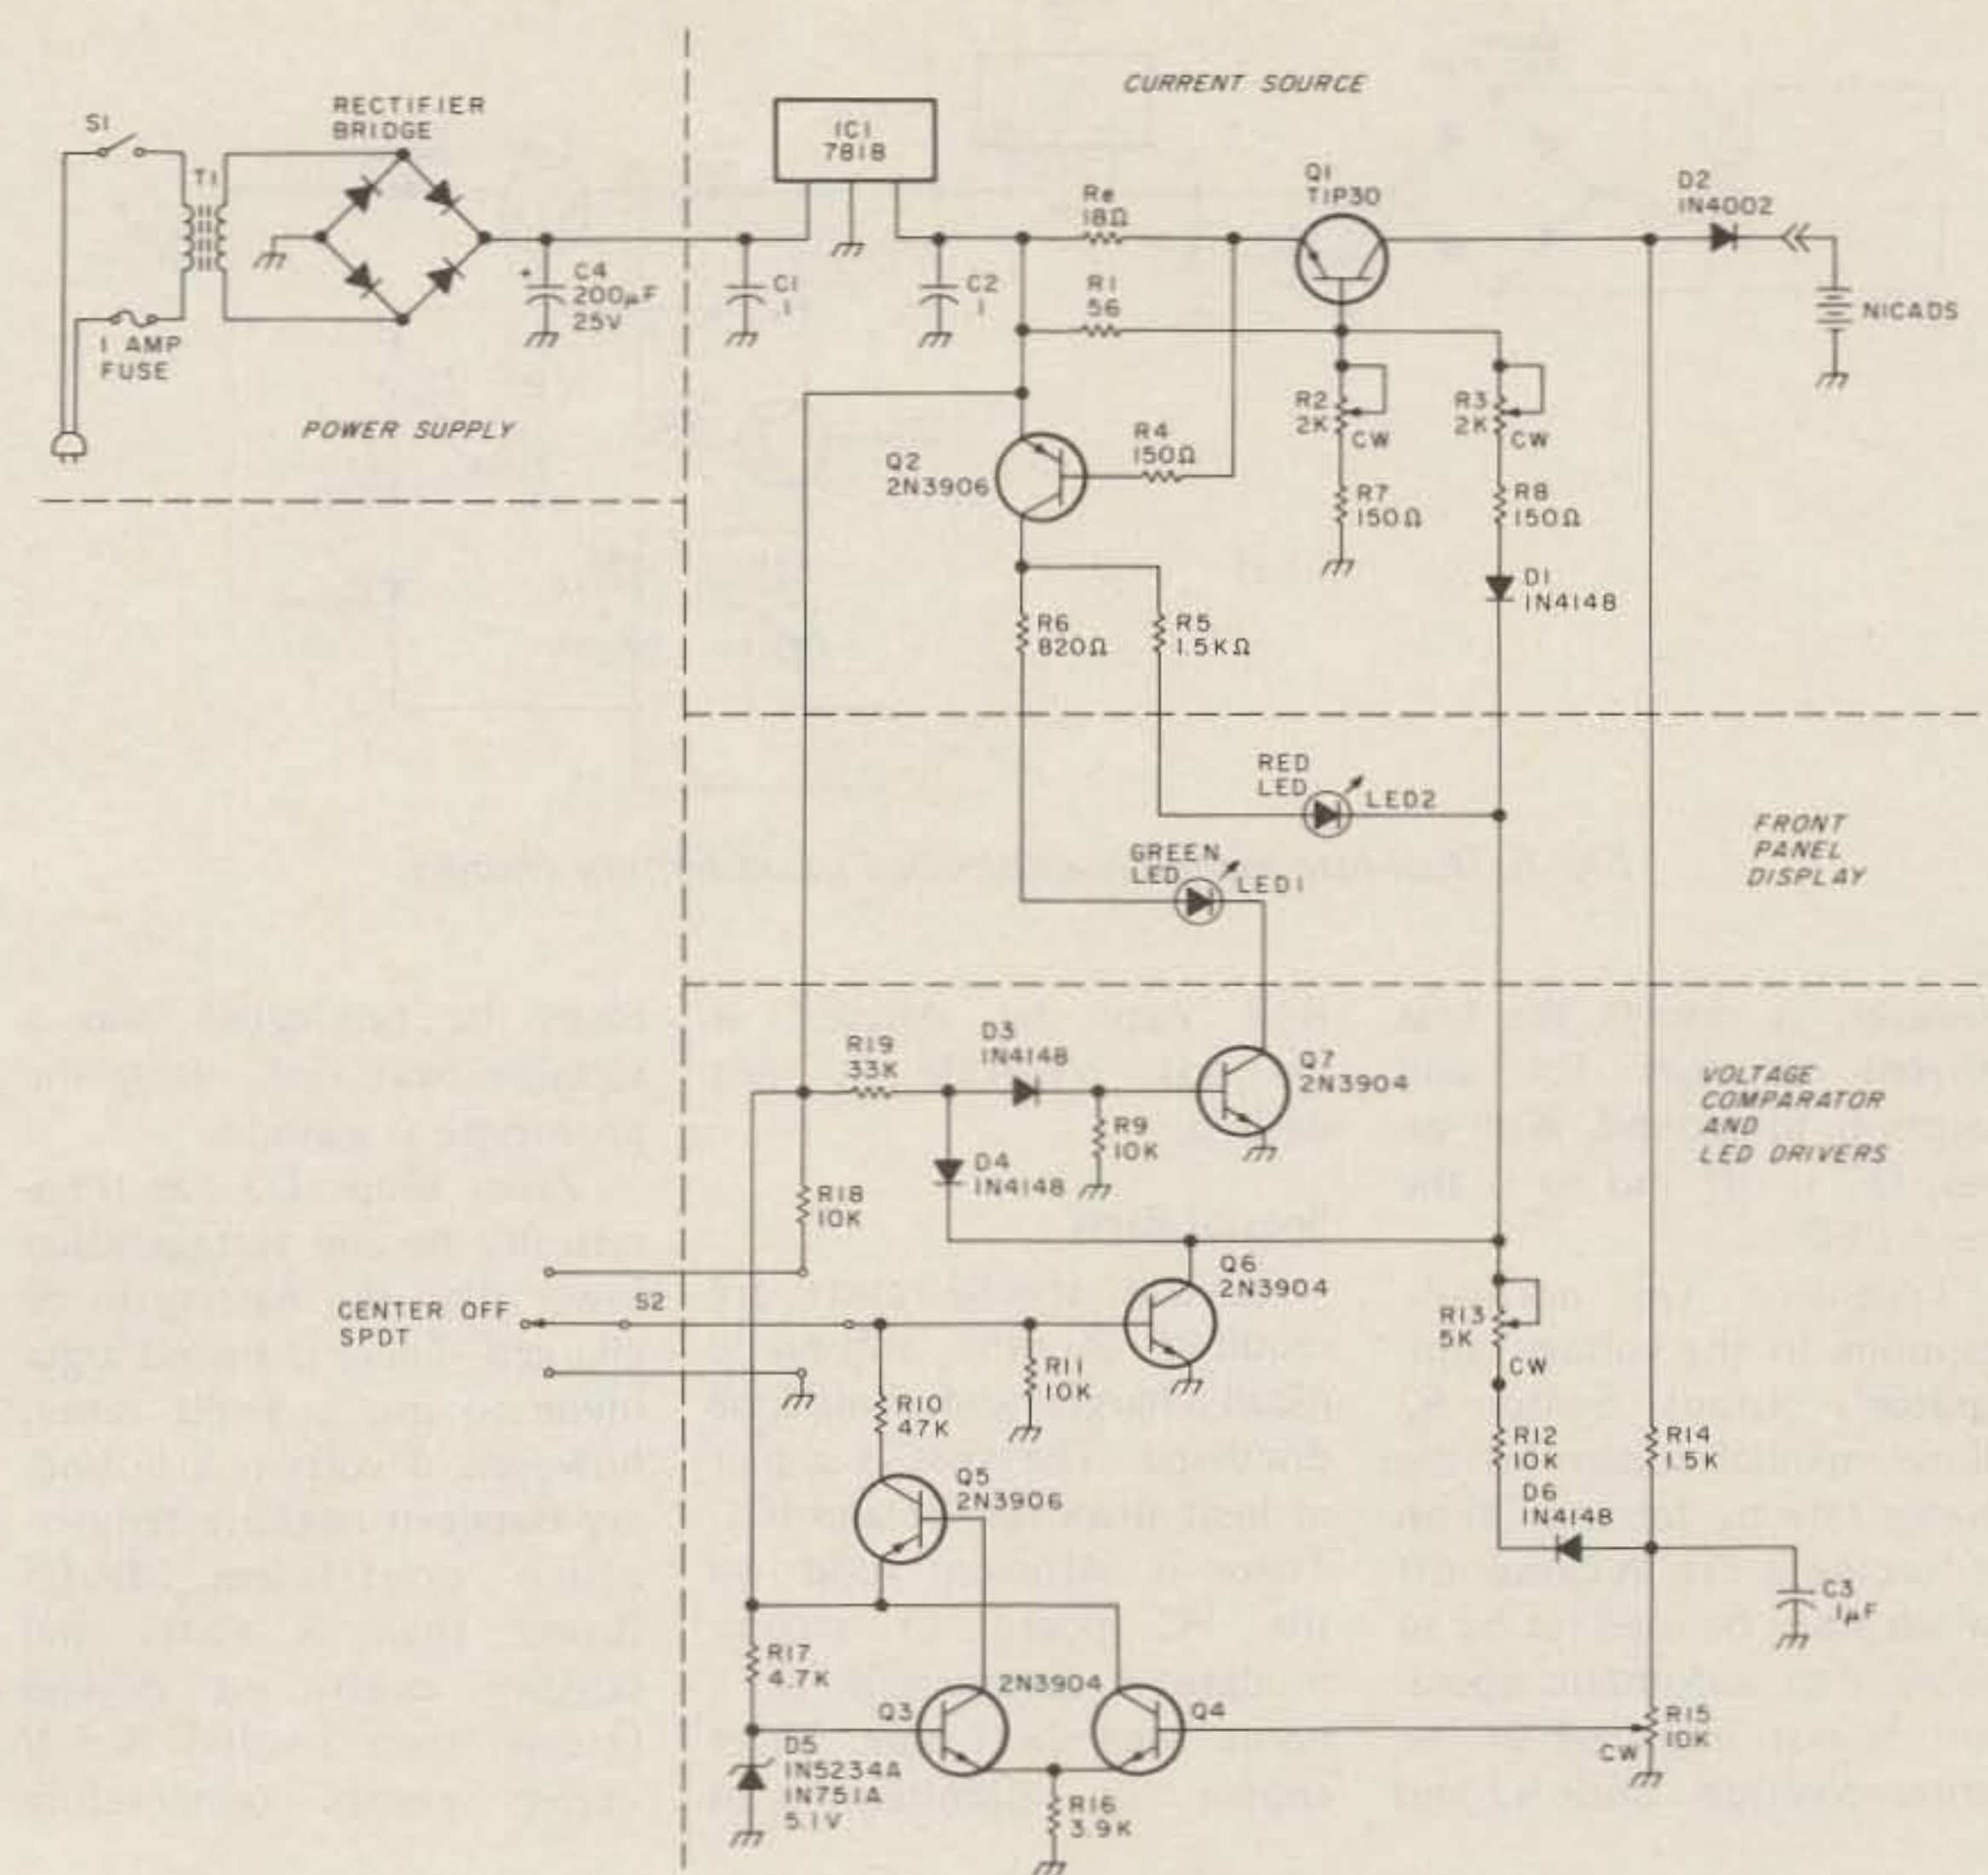 CURRENT SOURCE
S1
RECTIFIER
BRIDGE
T1
1 AMP
FUSE
POWER SUPPLY
+
C4
200µF
25V
IC1
7818
C1
.1
C2
.1
Re
18Ω
R1
56
Q1
TIP30
D2
1N4002
NICADS
R2
2K
CW
R3
2K
CW
Q2
2N3906
R4
150Ω
R7
150Ω
R8
150Ω
D1
1N4148
R6
820Ω
R5
1.5KΩ
RED
LED
LED2
GREEN
LED
LED1
FRONT
PANEL
DISPLAY
R19
33K
D3
1N4148
Q7
2N3904
R9
10K
D4
1N4148
VOLTAGE
COMPARATOR
AND
LED DRIVERS
R18
10K
CENTER OFF
SPDT
S2
Q6
2N3904
R13
5K
CW
R11
10K
R10
47K
R12
10K
R14
1.5K
Q5
2N3906
D6
1N4148
C3
.1µF
R17
4.7K
2N3904
Q3
Q4
R15
10K
CW
D5
1N5234A
1N751A
5.1V
R16
3.9K